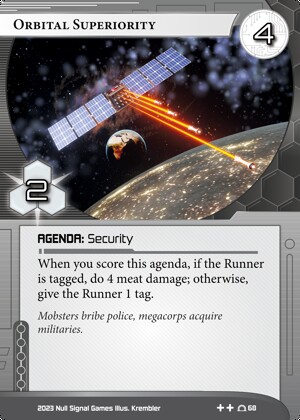 Orbital Superiority
4
2
AGENDA: Security
When you score this agenda, if the Runner
is tagged, do 4 meat damage; otherwise,
give the Runner 1 tag.
Mobsters bribe police, megacorps acquire
militaries.
2023 Null Signal Games Illus. Krembler
68